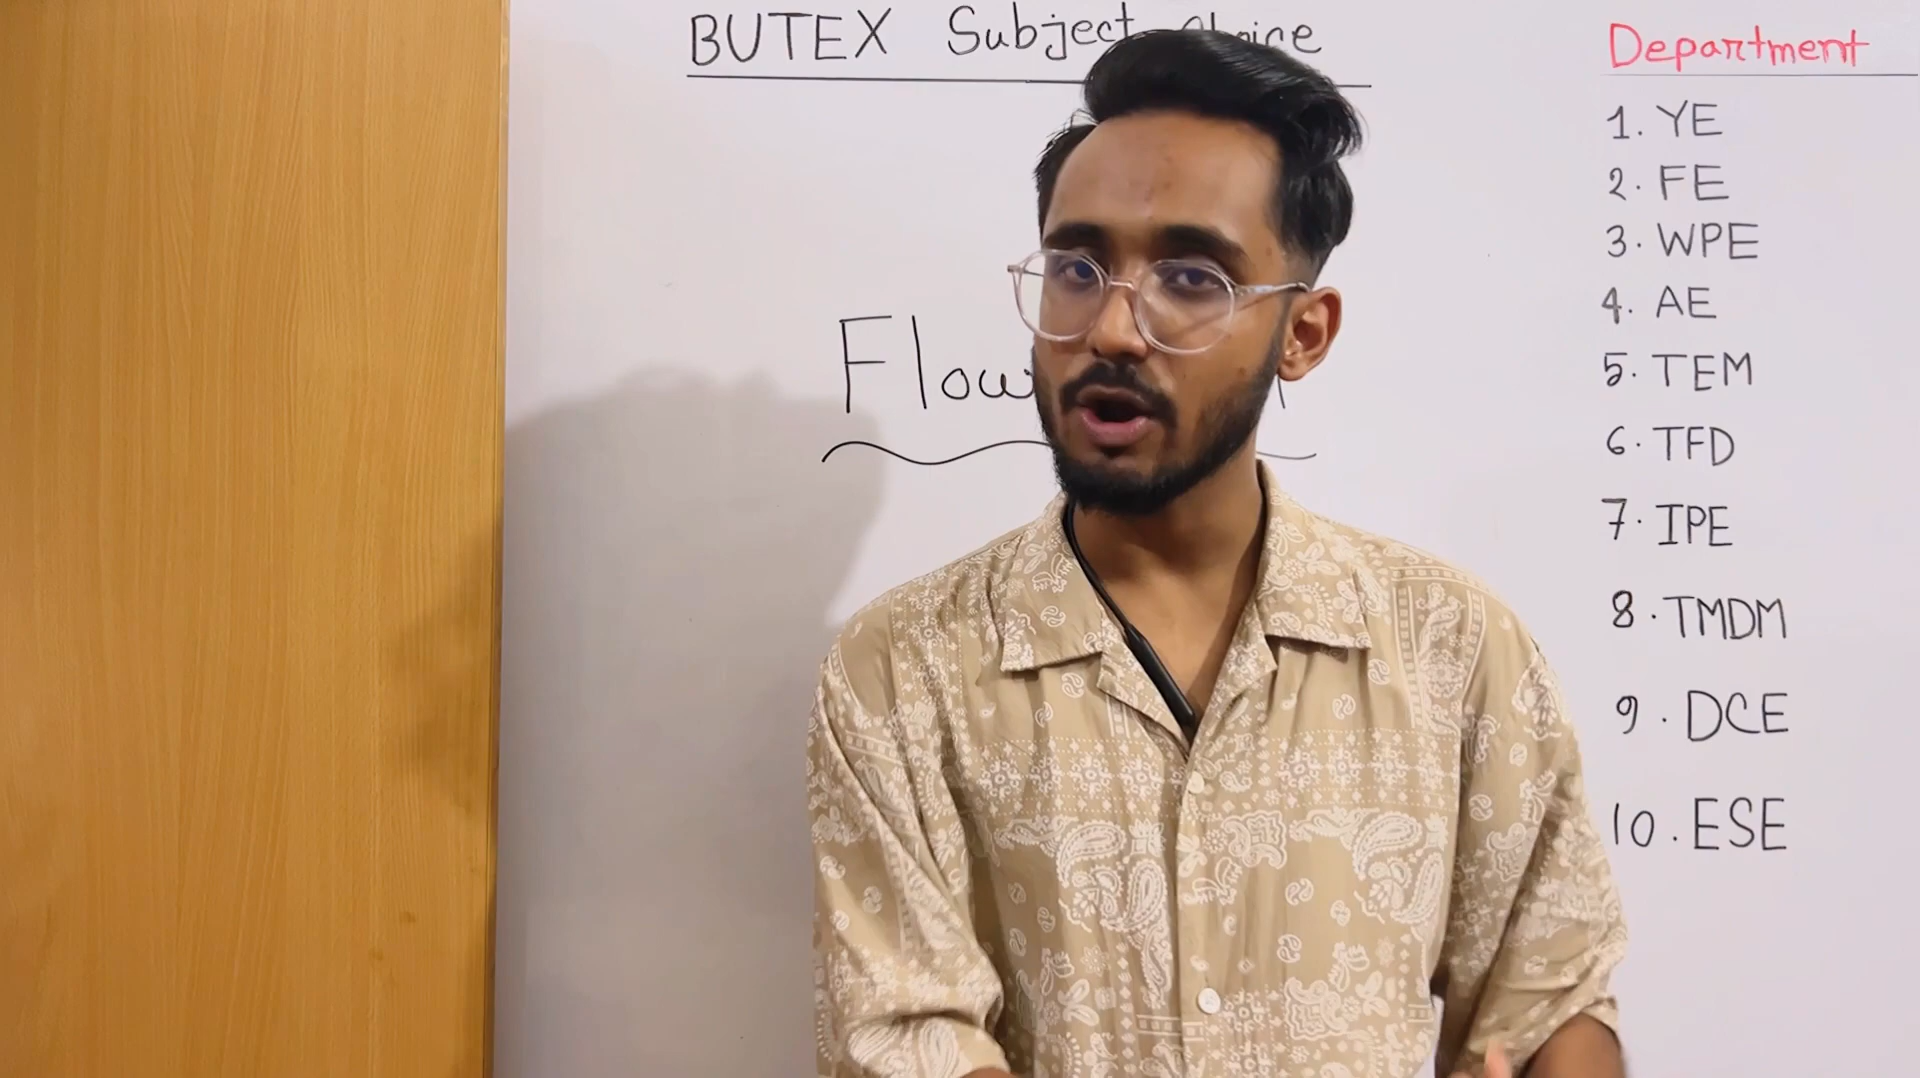 BUTEX Subject Choice
Department
1. YE
2. FE
3. WPE
4. AE
5. TEM
6. TFD
7. IPE
8. TMDM
9. DCE
10. ESE